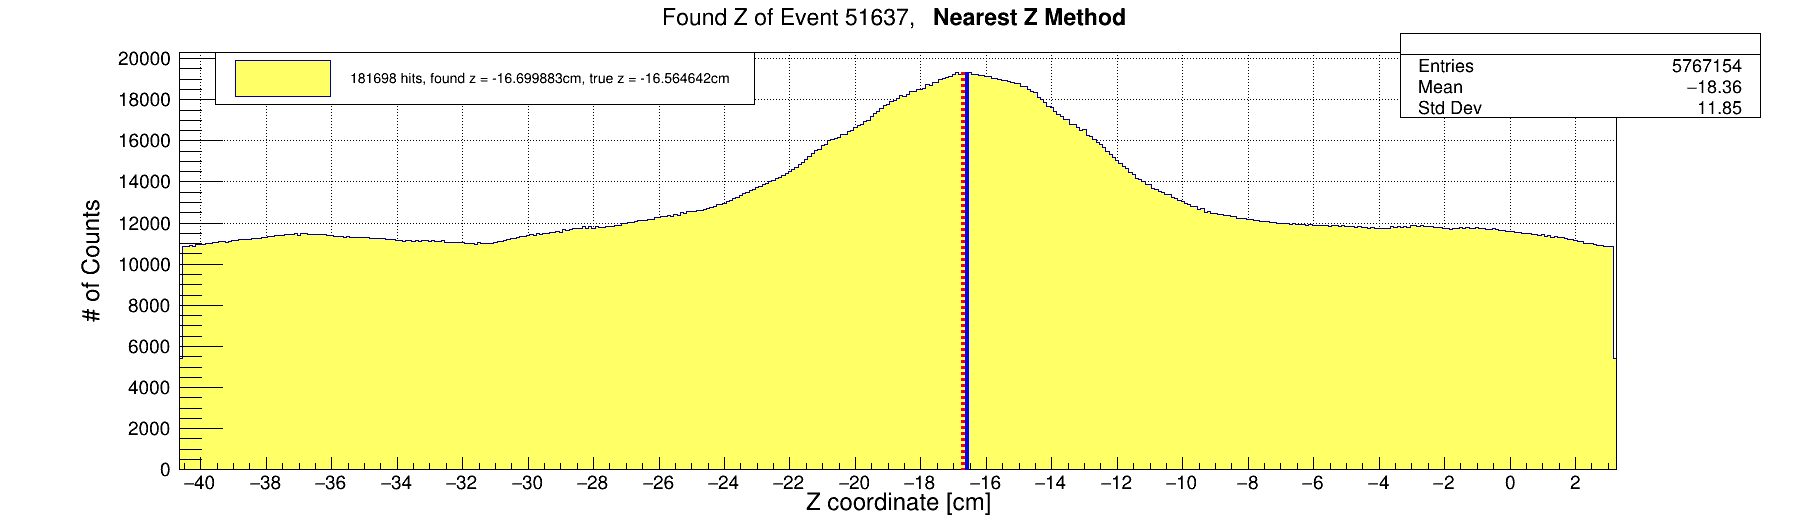 Found Z of Event 51637, Nearest Z Method
181698 hits, found z = -16.699883cm, true z = -16.564642cm
Entries 5767154
Mean −18.36
Std Dev 11.85
# of Counts
20000
18000
16000
14000
12000
10000
8000
6000
4000
2000
0
−40 −38 −36 −34 −32 −30 −28 −26 −24 −22 −20 −18 −16 −14 −12 −10 −8 −6 −4 −2 0 2
Z coordinate [cm]